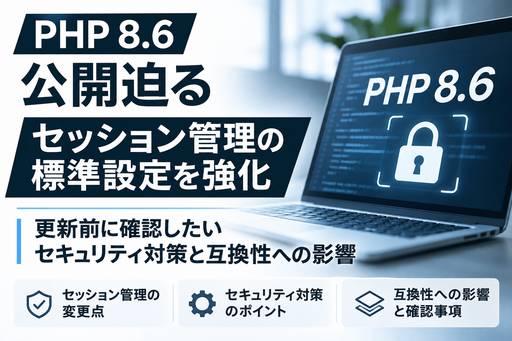 PHP 8.6
公開迫る
セッション管理の
標準設定を強化
更新前に確認したい
セキュリティ対策と互換性への影響
PHP 8.6
セッション管理の
変更点
セキュリティ対策
のポイント
互換性への影響
と確認事項